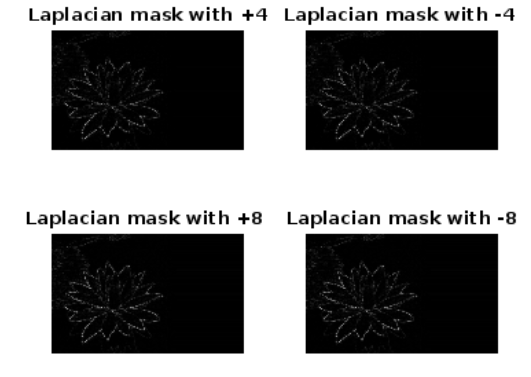 Laplacian mask with +4
Laplacian mask with -4
Laplacian mask with +8
Laplacian mask with -8